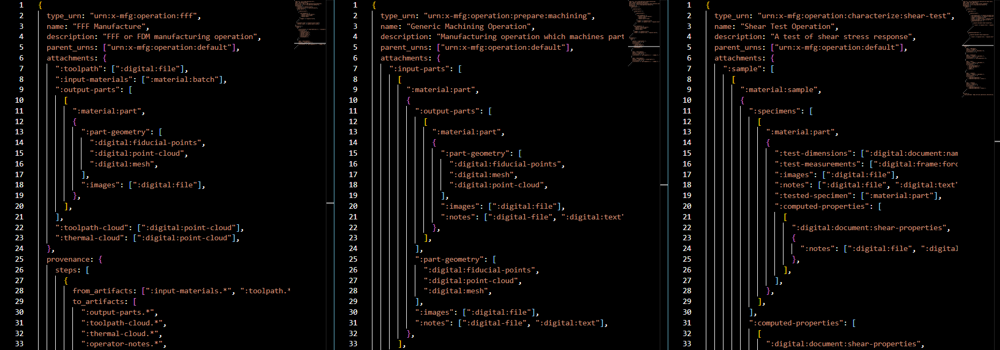 1 {
2 type_urn: "urn:x-mfg:operation:fff",
3 name: "FFF Manufacture",
4 description: "FFF or FDM manufacturing operation",
5 parent_urns: ["urn:x-mfg:operation:default"],
6 attachments: {
7 ":toolpath": [":digital:file"],
8 ":input-materials": [":material:batch"],
9 ":output-parts": [
10 [
11 ":material:part",
12 {
13 ":part-geometry": [
14 ":digital:fiducial-points",
15 ":digital:point-cloud",
16 ":digital:mesh",
17 ],
18 ":images": [":digital:file"],
19 },
20 ],
21 ],
22 ":toolpath-cloud": [":digital:point-cloud"],
23 ":thermal-cloud": [":digital:point-cloud"],
24 },
25 provenance: {
26 steps: [
27 {
28 from_artifacts: [":input-materials.*", ":toolpath.*
29 to_artifacts: [
30 ":output-parts.*",
31 ":toolpath-cloud.*",
32 ":thermal-cloud.*",
33 ":operator-notes.*",
1 {
2 type_urn: "urn:x-mfg:operation:prepare:machining",
3 name: "Generic Machining Operation",
4 description: "Manufacturing operation which machines part
5 parent_urns: ["urn:x-mfg:operation:default"],
6 attachments: {
7 ":input-parts": [
8 [
9 ":material:part",
10 {
11 ":output-parts": [
12 [
13 ":material:part",
14 {
15 ":part-geometry": [
16 ":digital:fiducial-points",
17 ":digital:mesh",
18 ":digital:point-cloud",
19 ],
20 ":images": [":digital:file"],
21 ":notes": [":digital-file", ":digital:text"
22 },
23 ],
24 ],
25 ":part-geometry": [
26 ":digital:fiducial-points",
27 ":digital:point-cloud",
28 ":digital:mesh",
29 ],
30 ":images": [":digital:file"],
31 ":notes": [":digital-file", ":digital:text"],
32 },
33 ],
1 {
2 type_urn: "urn:x-mfg:operation:characterize:shear-test",
3 name: "Shear Test Operation",
4 description: "A test of shear stress response",
5 parent_urns: ["urn:x-mfg:operation:default"],
6 attachments: {
7 ":sample": [
8 [
9 ":material:sample",
10 {
11 ":specimens": [
12 [
13 ":material:part",
14 {
15 ":test-dimensions": [":digital:document:nam
16 ":test-measurements": [":digital:frame:forc
17 ":images": [":digital:file"],
18 ":notes": [":digital:file", ":digital:text"
19 ":tested-specimen": [":material:part"],
20 ":computed-properties": [
21 [
22 ":digital:document:shear-properties",
23 {
24 ":notes": [":digital:file", ":digital
25 },
26 ],
27 ],
28 },
29 ],
30 ],
31 ":computed-properties": [
32 [
33 ":digital:document:shear-properties",